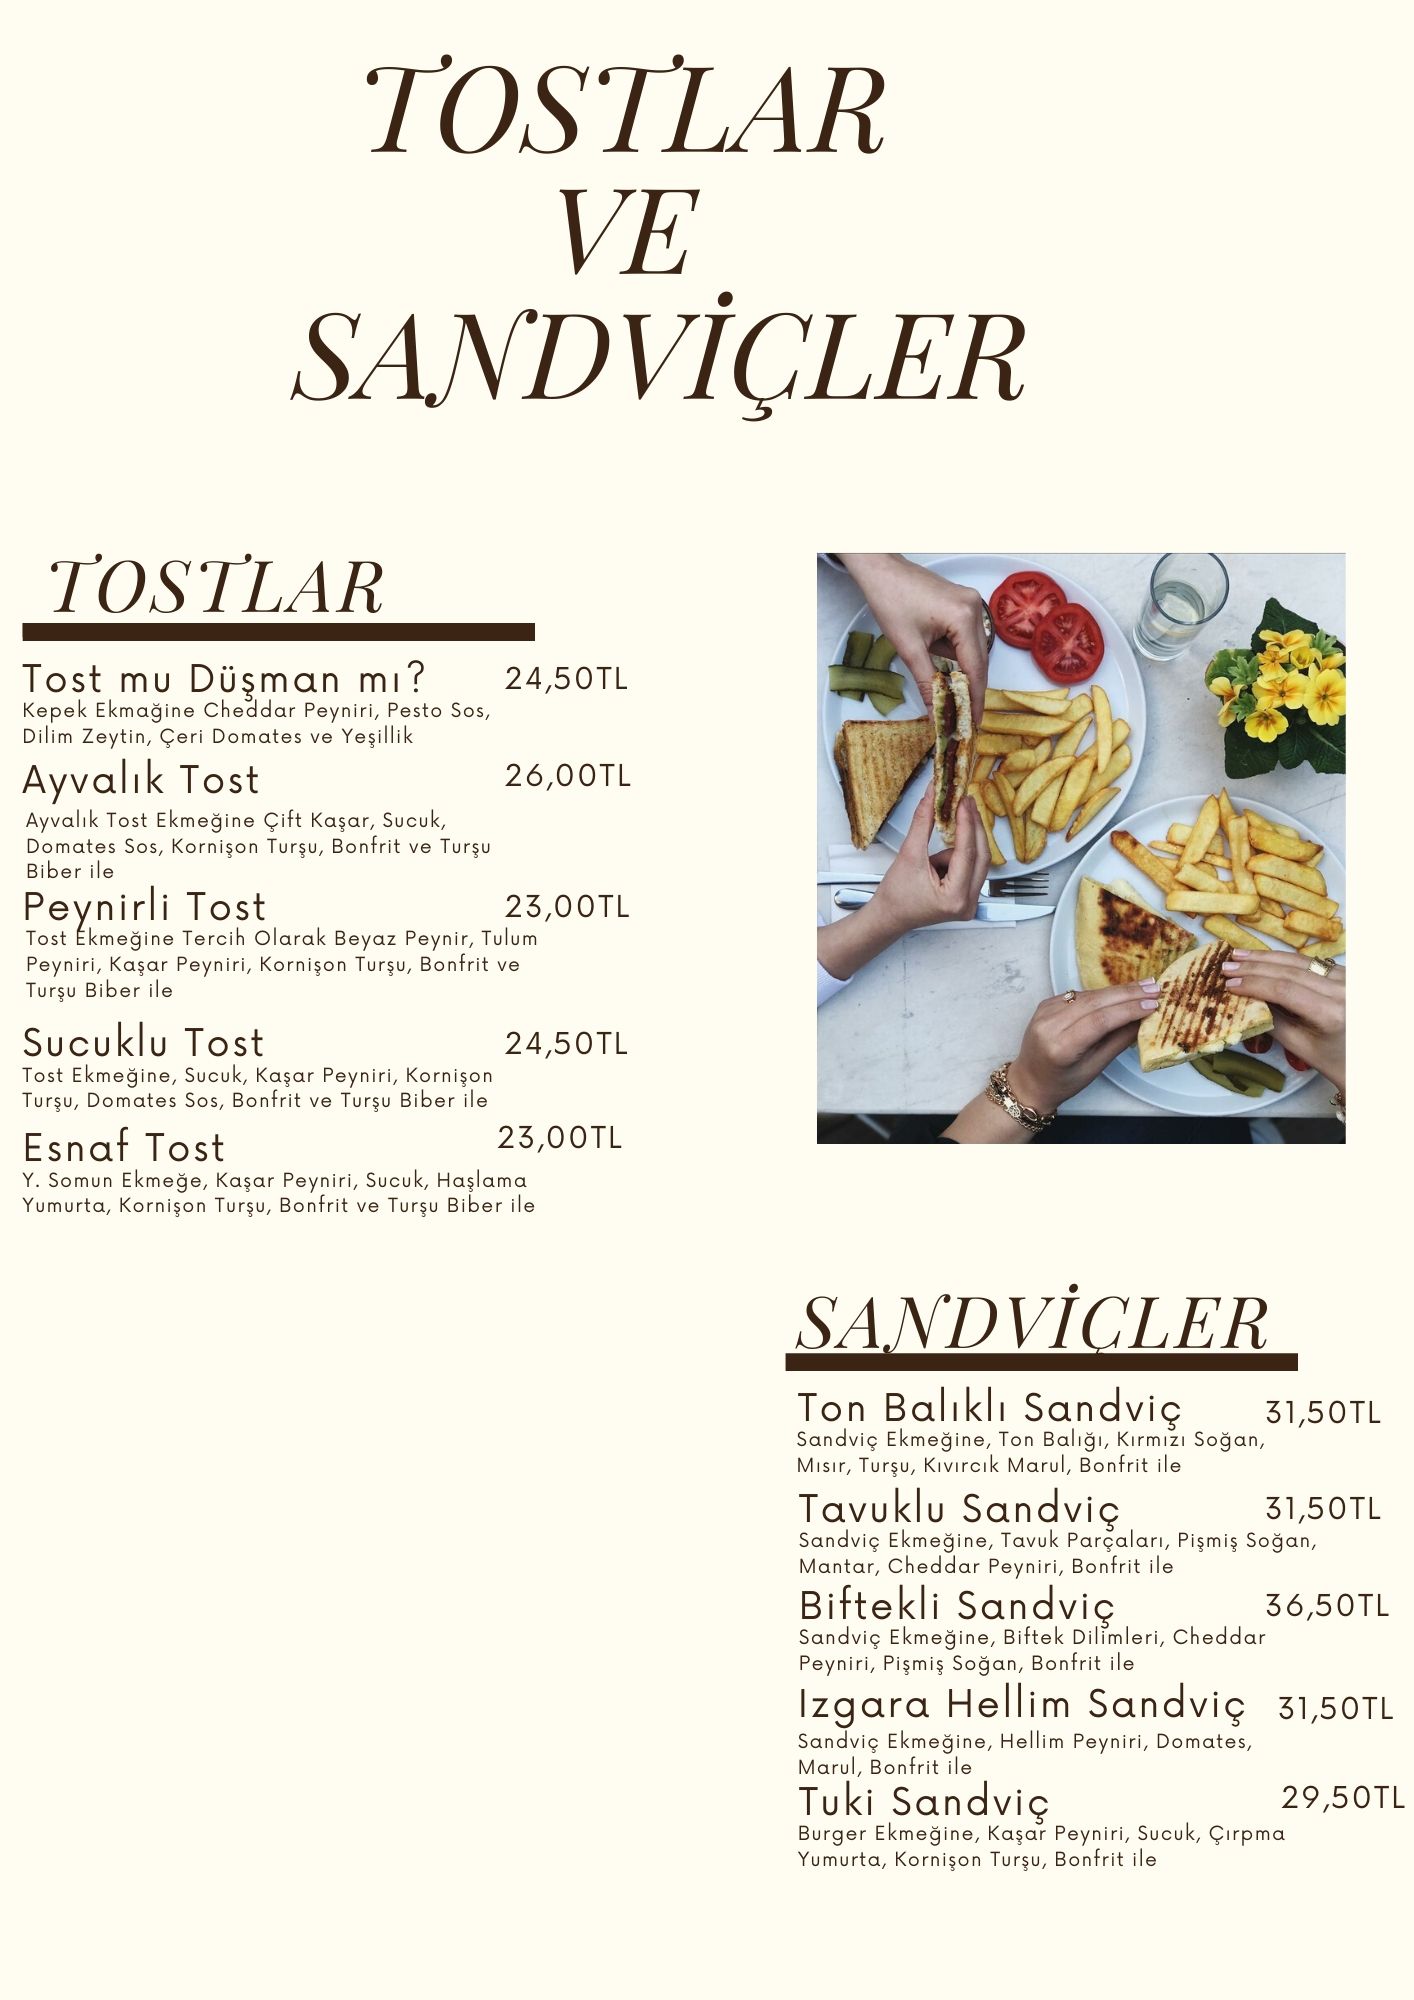 TOSTLAR
VE
SANDVİÇLER
TOSTLAR
Tost mu Düşman mı? 24,50TL
Kepek Ekmağine Cheddar Peyniri, Pesto Sos,
Dilim Zeytin, Çeri Domates ve Yeşillik
Ayvalık Tost 26,00TL
Ayvalık Tost Ekmeğine Çift Kaşar, Sucuk,
Domates Sos, Kornişon Turşu, Bonfrit ve Turşu
Biber ile
Peynirli Tost 23,00TL
Tost Ekmeğine Tercih Olarak Beyaz Peynir, Tulum
Peyniri, Kaşar Peyniri, Kornişon Turşu, Bonfrit ve
Turşu Biber ile
Sucuklu Tost 24,50TL
Tost Ekmeğine, Sucuk, Kaşar Peyniri, Kornişon
Turşu, Domates Sos, Bonfrit ve Turşu Biber ile
Esnaf Tost 23,00TL
Y. Somun Ekmeğe, Kaşar Peyniri, Sucuk, Haşlama
Yumurta, Kornişon Turşu, Bonfrit ve Turşu Biber ile
SANDVİÇLER
Ton Balıklı Sandviç 31,50TL
Sandviç Ekmeğine, Ton Balığı, Kırmızı Soğan,
Mısır, Turşu, Kıvırcık Marul, Bonfrit ile
Tavuklu Sandviç 31,50TL
Sandviç Ekmeğine, Tavuk Parçaları, Pişmiş Soğan,
Mantar, Cheddar Peyniri, Bonfrit ile
Biftekli Sandviç 36,50TL
Sandviç Ekmeğine, Biftek Dilimleri, Cheddar
Peyniri, Pişmiş Soğan, Bonfrit ile
Izgara Hellim Sandviç 31,50TL
Sandviç Ekmeğine, Hellim Peyniri, Domates,
Marul, Bonfrit ile
Tuki Sandviç 29,50TL
Burger Ekmeğine, Kaşar Peyniri, Sucuk, Çırpma
Yumurta, Kornişon Turşu, Bonfrit ile